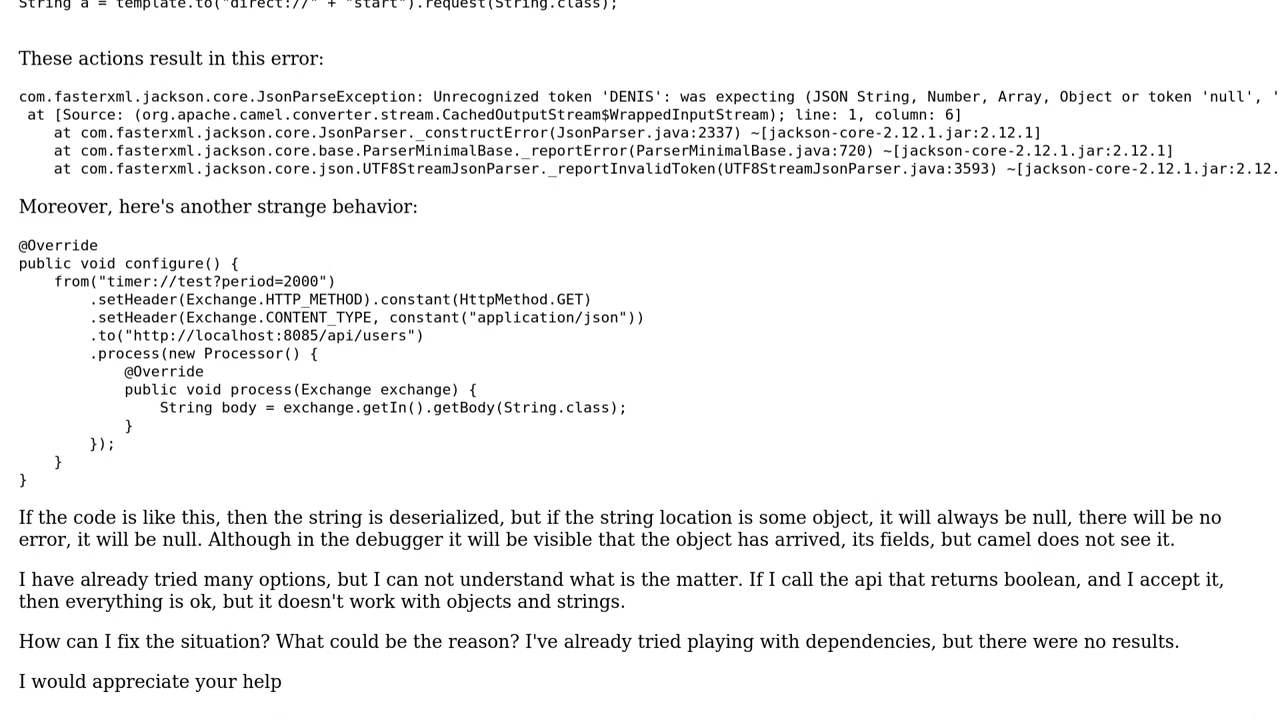 String a = template.to("direct://" + "start").request(String.class);
These actions result in this error:
com.fasterxml.jackson.core.JsonParseException: Unrecognized token 'DENIS': was expecting (JSON String, Number, Array, Object or token 'null', '
 at [Source: (org.apache.camel.converter.stream.CachedOutputStream$WrappedInputStream); line: 1, column: 6]
    at com.fasterxml.jackson.core.JsonParser._constructError(JsonParser.java:2337) ~[jackson-core-2.12.1.jar:2.12.1]
    at com.fasterxml.jackson.core.base.ParserMinimalBase._reportError(ParserMinimalBase.java:720) ~[jackson-core-2.12.1.jar:2.12.1]
    at com.fasterxml.jackson.core.json.UTF8StreamJsonParser._reportInvalidToken(UTF8StreamJsonParser.java:3593) ~[jackson-core-2.12.1.jar:2.12.
Moreover, here's another strange behavior:
@Override
public void configure() {
    from("timer://test?period=2000")
        .setHeader(Exchange.HTTP_METHOD).constant(HttpMethod.GET)
        .setHeader(Exchange.CONTENT_TYPE, constant("application/json"))
        .to("http://localhost:8085/api/users")
        .process(new Processor() {
            @Override
            public void process(Exchange exchange) {
                String body = exchange.getIn().getBody(String.class);
            }
        });
    }
}
If the code is like this, then the string is deserialized, but if the string location is some object, it will always be null, there will be no
error, it will be null. Although in the debugger it will be visible that the object has arrived, its fields, but camel does not see it.
I have already tried many options, but I can not understand what is the matter. If I call the api that returns boolean, and I accept it,
then everything is ok, but it doesn't work with objects and strings.
How can I fix the situation? What could be the reason? I've already tried playing with dependencies, but there were no results.
I would appreciate your help